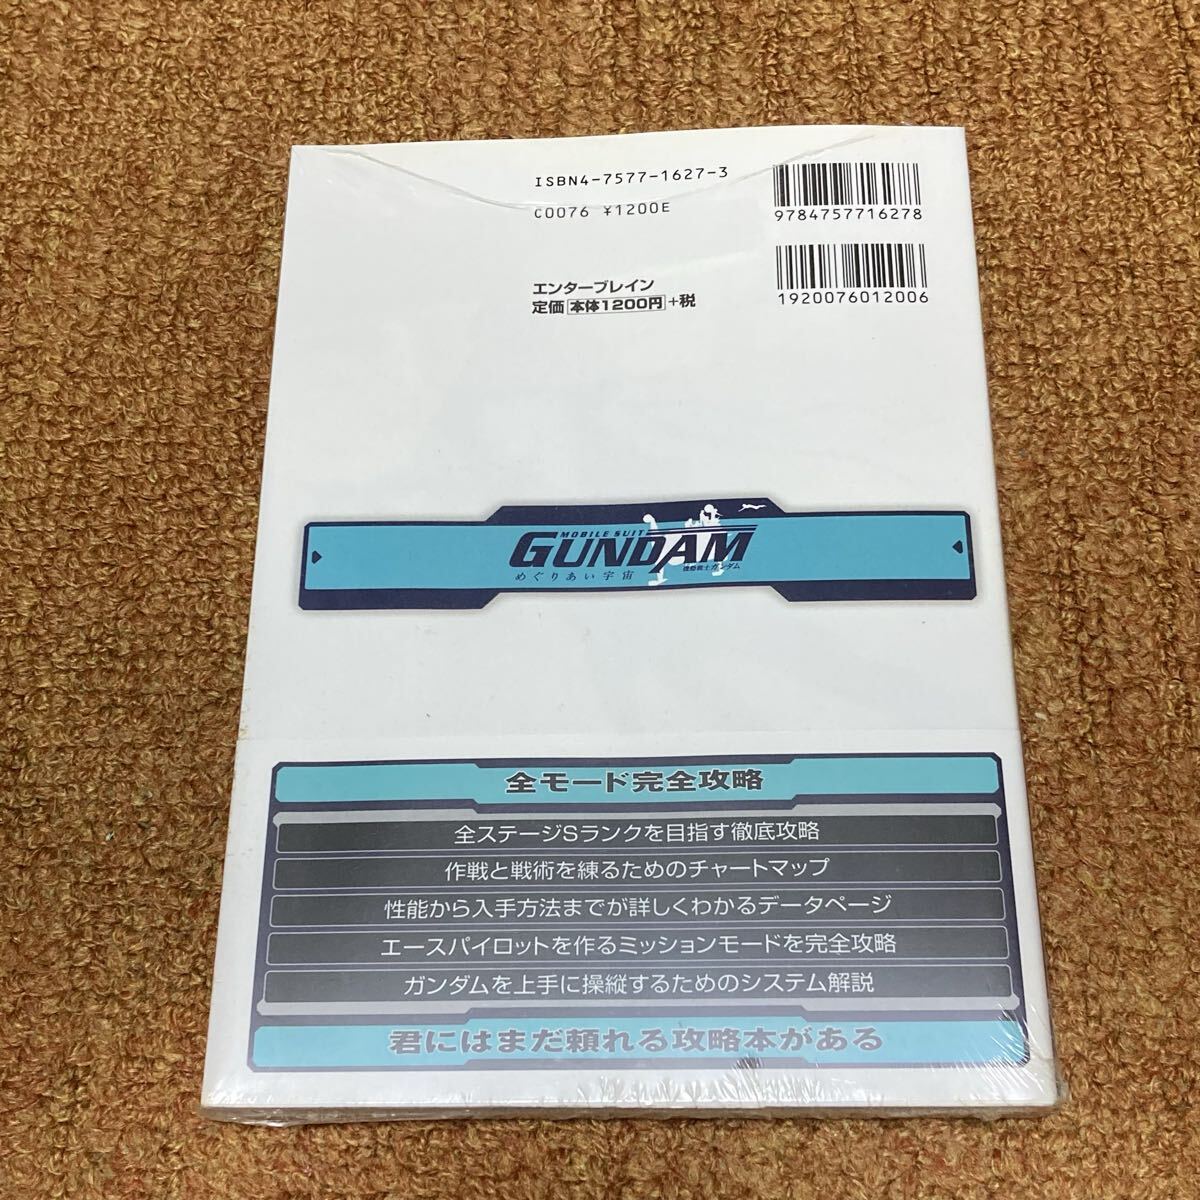 ISBN4-7577-1627-3
C0076 ¥1200E
9784757716278
エンターブレイン
定価 本体1200円 +税
1920076012006
MOBILE SUIT
GUNDAM
めぐりあい宇宙
機動戦士ガンダム
全モード完全攻略
全ステージSランクを目指す徹底攻略
作戦と戦術を練るためのチャートマップ
性能から入手方法までが詳しくわかるデータページ
エースパイロットを作るミッションモードを完全攻略
ガンダムを上手に操縦するためのシステム解説
君にはまだ頼れる攻略本がある